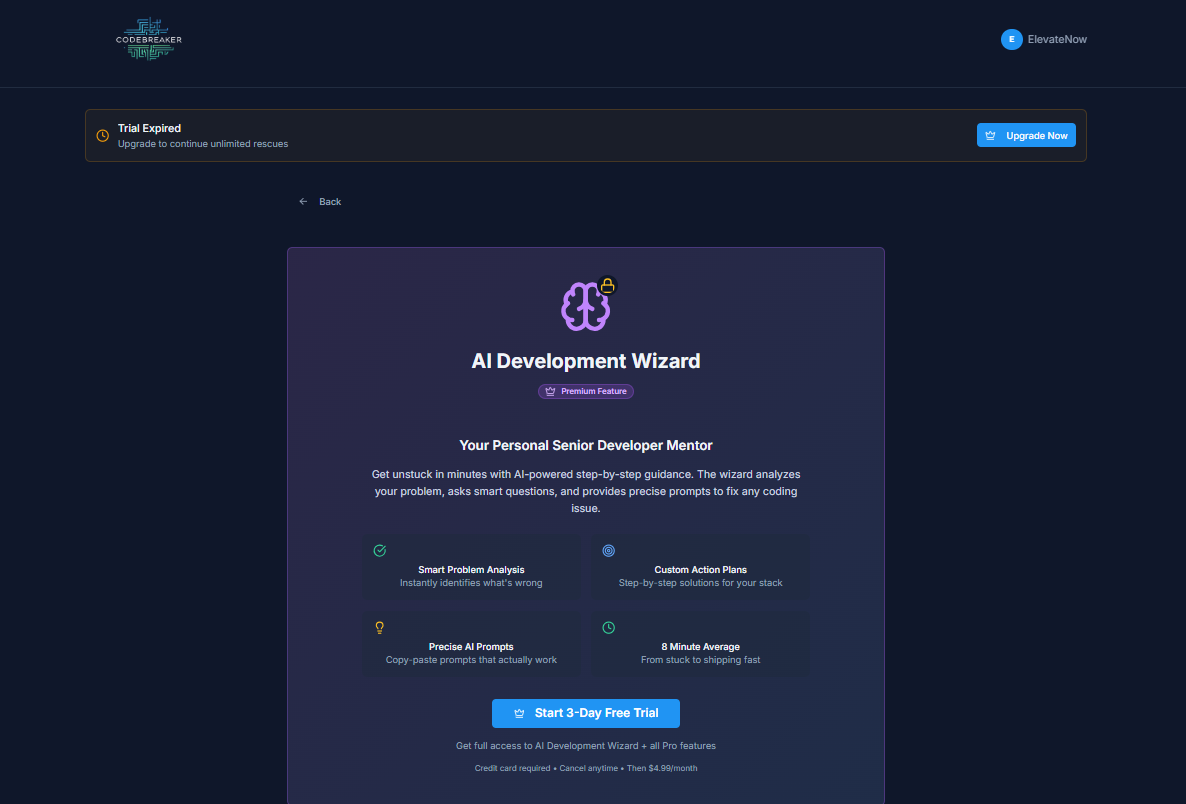 CODEBREAKER
E ElevateNow
Trial Expired
Upgrade to continue unlimited rescues
Upgrade Now
Back
AI Development Wizard
Premium Feature
Your Personal Senior Developer Mentor
Get unstuck in minutes with AI-powered step-by-step guidance. The wizard analyzes
your problem, asks smart questions, and provides precise prompts to fix any coding
issue.
Smart Problem Analysis
Instantly identifies what's wrong
Custom Action Plans
Step-by-step solutions for your stack
Precise AI Prompts
Copy-paste prompts that actually work
8 Minute Average
From stuck to shipping fast
Start 3-Day Free Trial
Get full access to AI Development Wizard + all Pro features
Credit card required • Cancel anytime • Then $4.99/month